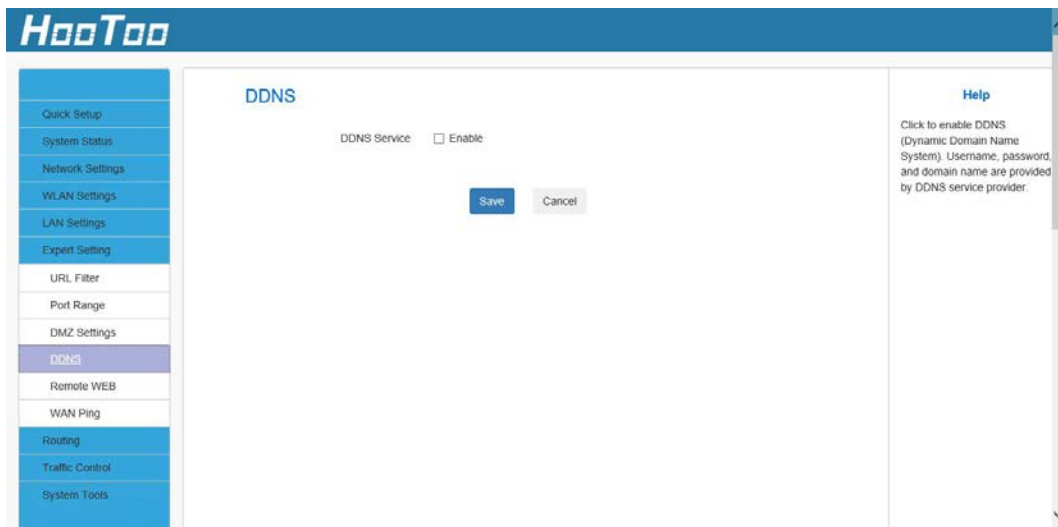 HooToo
Quick Setup
System Status
Network Settings
WLAN Settings
LAN Settings
Expert Setting
URL Filter
Port Range
DMZ Settings
DDNS
Remote WEB
WAN Ping
Routing
Traffic Control
System Tools
DDNS
DDNS Service Enable
Save Cancel
Help
Click to enable DDNS
(Dynamic Domain Name
System). Username, password,
and domain name are provided
by DDNS service provider.